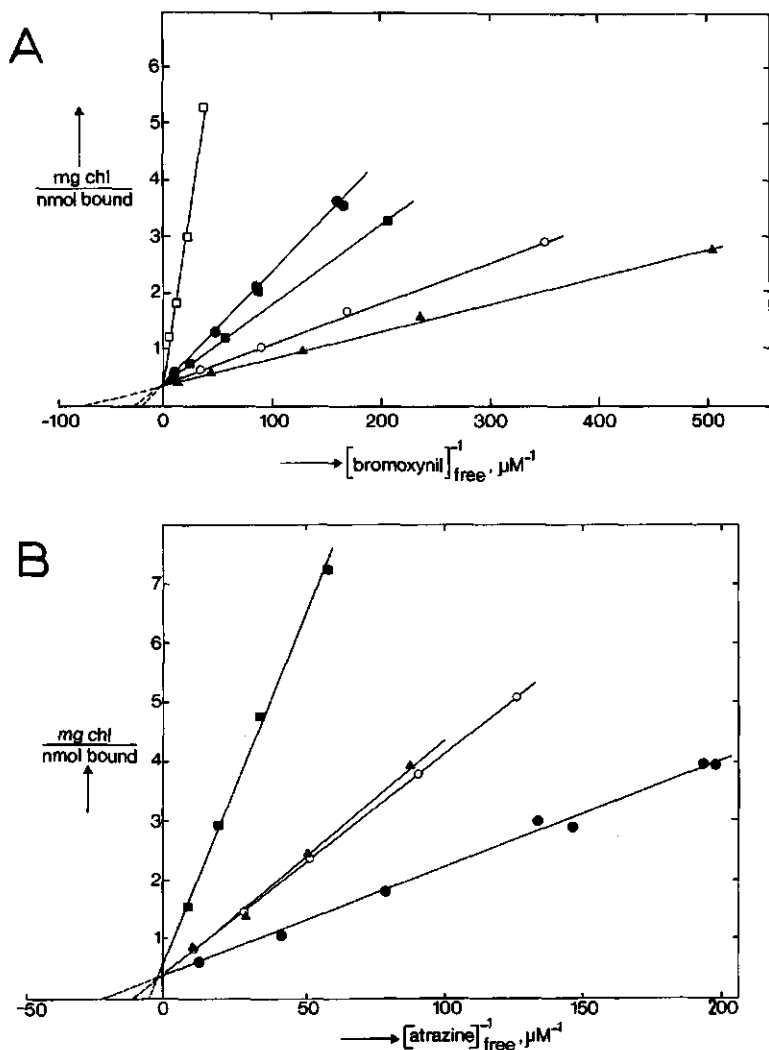 A
6
5
4
3
2
1
mg chl
nmol bound
-100 0 100 200 300 400 500
[bromoxynil]⁻¹free, µM⁻¹
B
7
6
5
4
3
2
1
mg chl
nmol bound
-50 0 50 100 150 200
[atrazine]⁻¹free, µM⁻¹